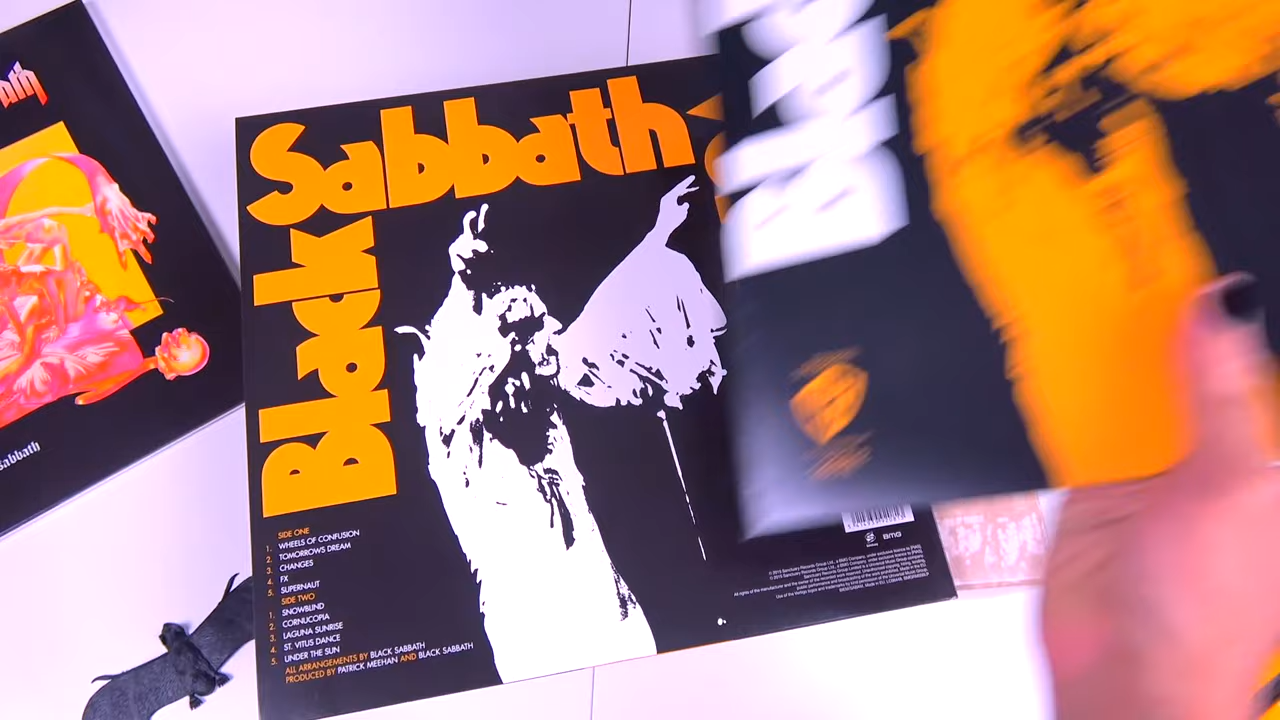 Sabbath
Black
Black
Sabbath
SIDE ONE
1. WHEELS OF CONFUSION
2. TOMORROWS DREAM
3. CHANGES
4. FX
5. SUPERNAUT
SIDE TWO
1. SNOWBLIND
2. CORNUCOPIA
3. LAGUNA SUNRISE
4. ST. VITUS DANCE
5. UNDER THE SUN
ALL ARRANGEMENTS BY BLACK SABBATH
PRODUCED BY PATRICK MEEHAN AND BLACK SABBATH
BMG